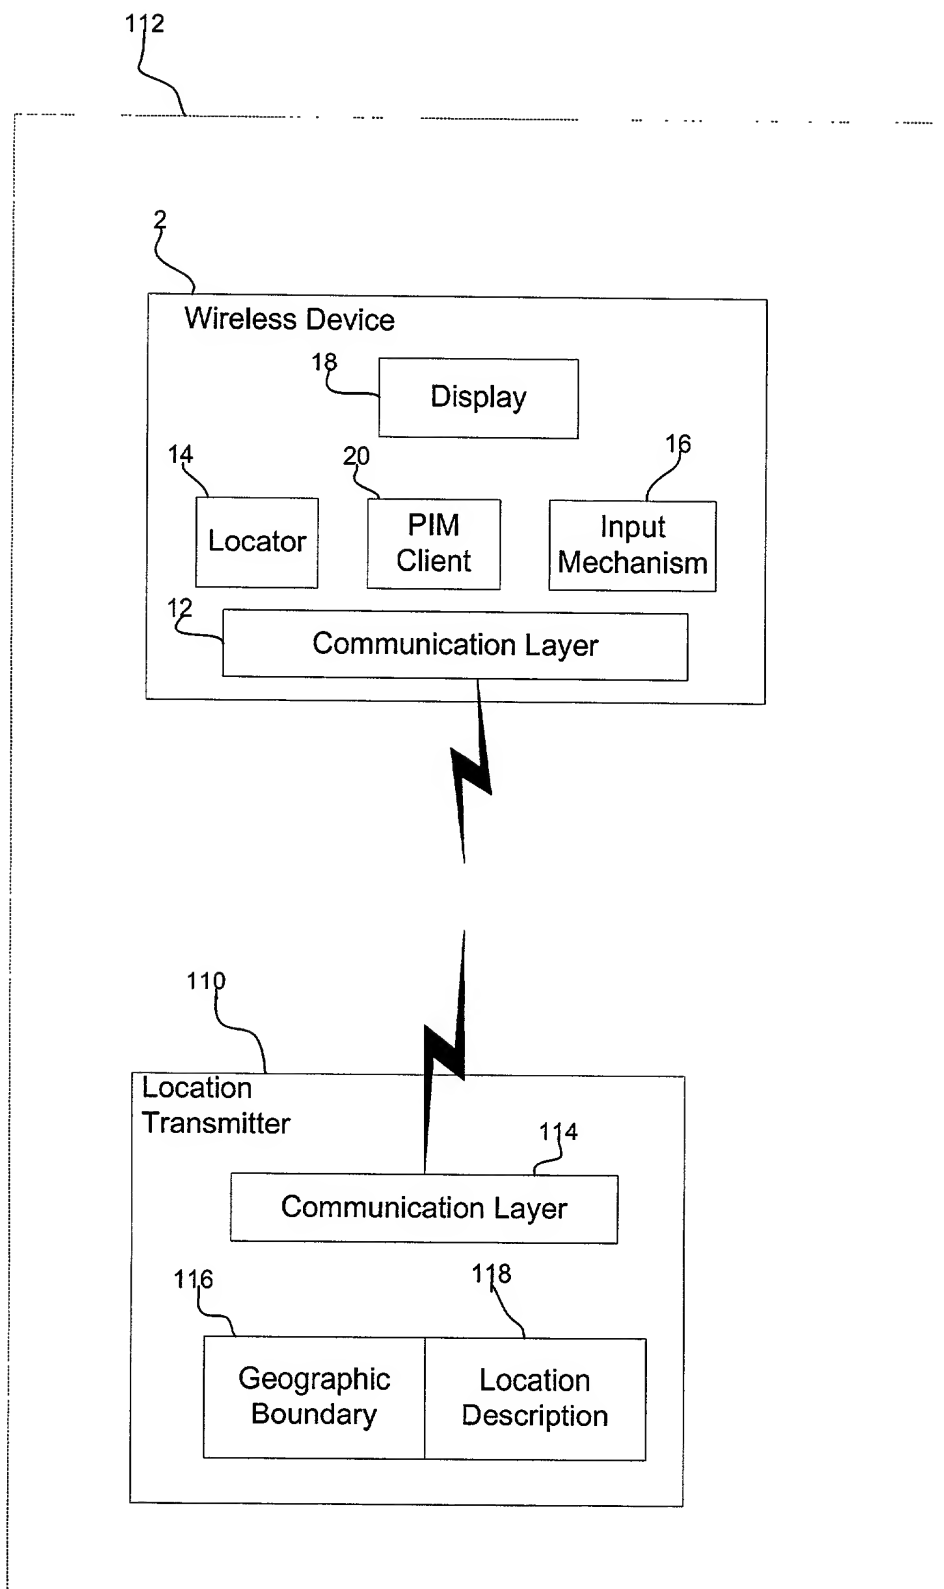 112
2
Wireless Device
18
Display
14
20
16
Locator
PIM
Client
Input
Mechanism
12
Communication Layer
110
Location
Transmitter
114
Communication Layer
116
118
Geographic
Boundary
Location
Description